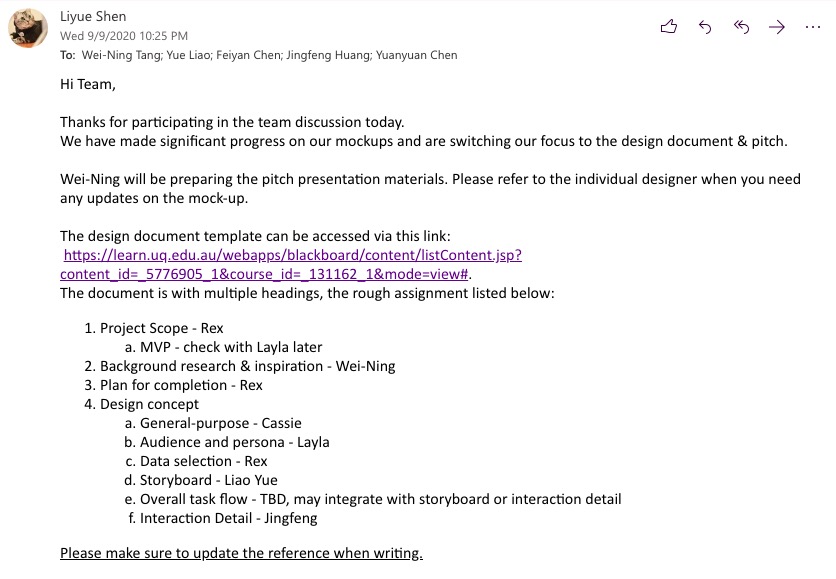 Liyue Shen
Wed 9/9/2020 10:25 PM
To: Wei-Ning Tang; Yue Liao; Feiyan Chen; Jingfeng Huang; Yuanyuan Chen
Hi Team,
Thanks for participating in the team discussion today.
We have made significant progress on our mockups and are switching our focus to the design document & pitch.
Wei-Ning will be preparing the pitch presentation materials. Please refer to the individual designer when you need
any updates on the mock-up.
The design document template can be accessed via this link:
https://learn.uq.edu.au/webapps/blackboard/content/listContent.jsp?
content_id=_5776905_1&course_id=_131162_1&mode=view#.
The document is with multiple headings, the rough assignment listed below:
1. Project Scope - Rex
a. MVP - check with Layla later
2. Background research & inspiration - Wei-Ning
3. Plan for completion - Rex
4. Design concept
a. General-purpose - Cassie
b. Audience and persona - Layla
c. Data selection - Rex
d. Storyboard - Liao Yue
e. Overall task flow - TBD, may integrate with storyboard or interaction detail
f. Interaction Detail - Jingfeng
Please make sure to update the reference when writing.